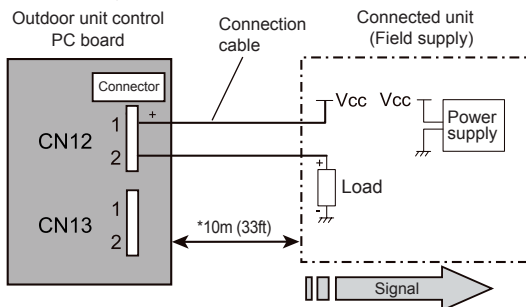 Outdoor unit control
PC board
Connection
cable
Connected unit
(Field supply)
Connector
CN12
1
+
2
CN13
1
2
*10m (33ft)
Vcc
Vcc
Power
supply
+
Load
-
Signal